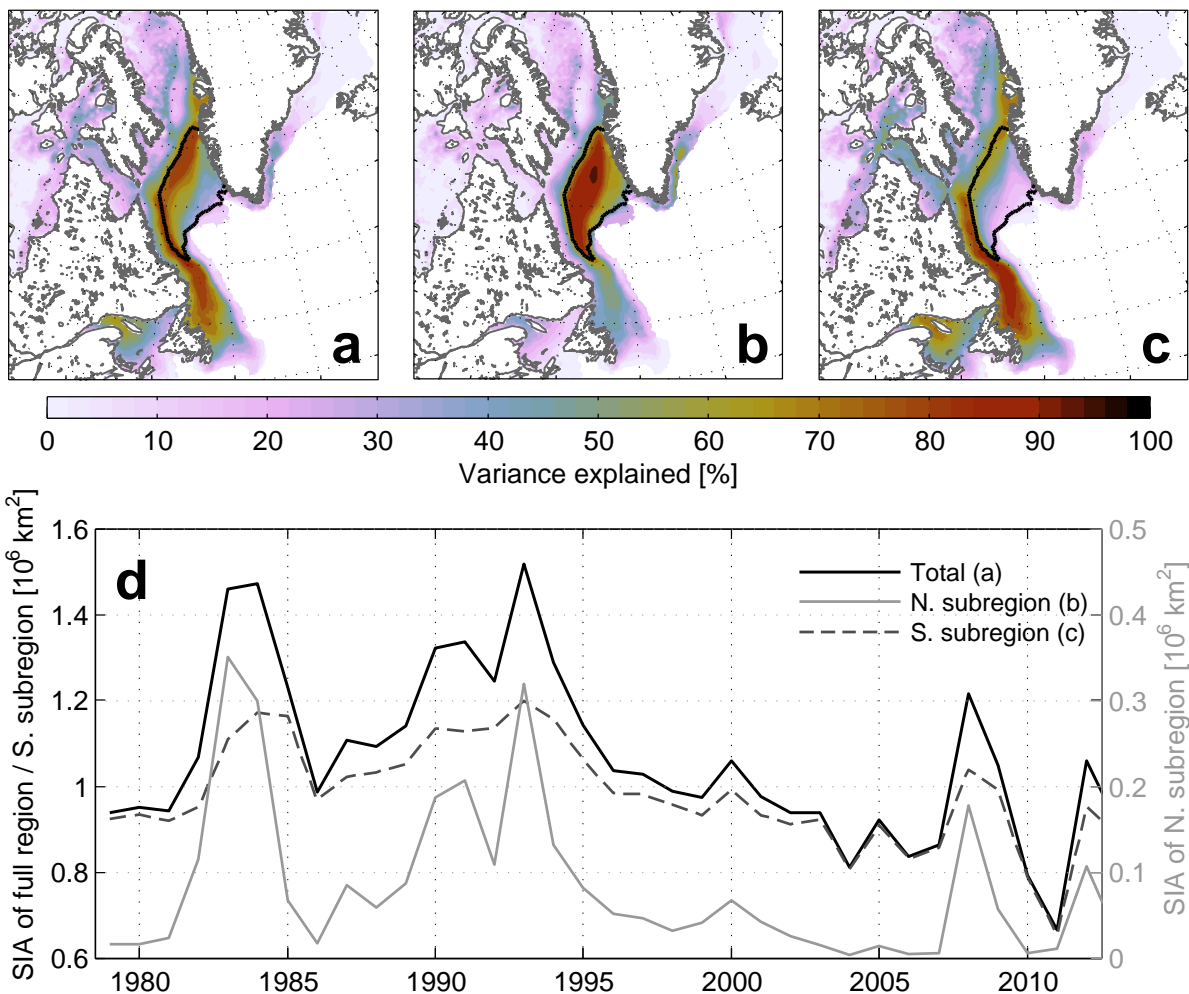 a
b
c
0 10 20 30 40 50 60 70 80 90 100
Variance explained [%]
SIA of full region / S. subregion [10⁶ km²]
1.6
1.4
1.2
1
0.8
0.6
d
Total (a)
N. subregion (b)
S. subregion (c)
0.5
0.4
0.3
0.2
0.1
0
SIA of N. subregion [10⁶ km²]
1980 1985 1990 1995 2000 2005 2010